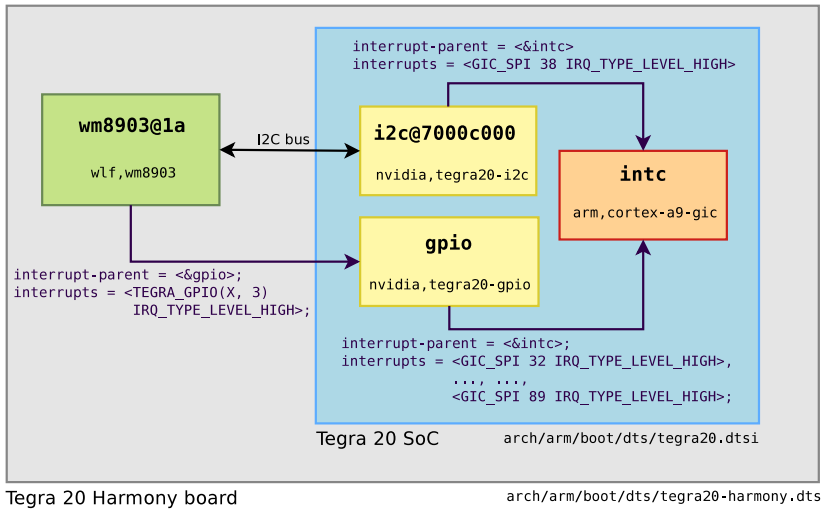 interrupt-parent = <&intc>
interrupts = <GIC_SPI 38 IRQ_TYPE_LEVEL_HIGH>
wm8903@1a
wlf,wm8903
I2C bus
i2c@7000c000
nvidia,tegra20-i2c
intc
arm,cortex-a9-gic
gpio
nvidia,tegra20-gpio
interrupt-parent = <&gpio>;
interrupts = <TEGRA_GPIO(X, 3)
IRQ_TYPE_LEVEL_HIGH>;
interrupt-parent = <&intc>;
interrupts = <GIC_SPI 32 IRQ_TYPE_LEVEL_HIGH>,
..., ...,
<GIC_SPI 89 IRQ_TYPE_LEVEL_HIGH>;
Tegra 20 SoC
arch/arm/boot/dts/tegra20.dtsi
Tegra 20 Harmony board
arch/arm/boot/dts/tegra20-harmony.dts